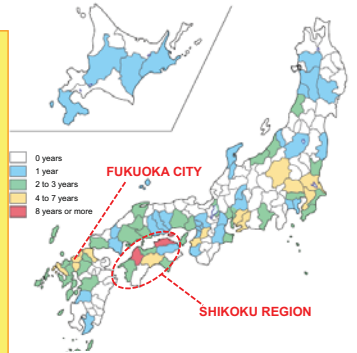 0 years
1 year
2 to 3 years
4 to 7 years
8 years or more
FUKUOKA CITY
SHIKOKU REGION